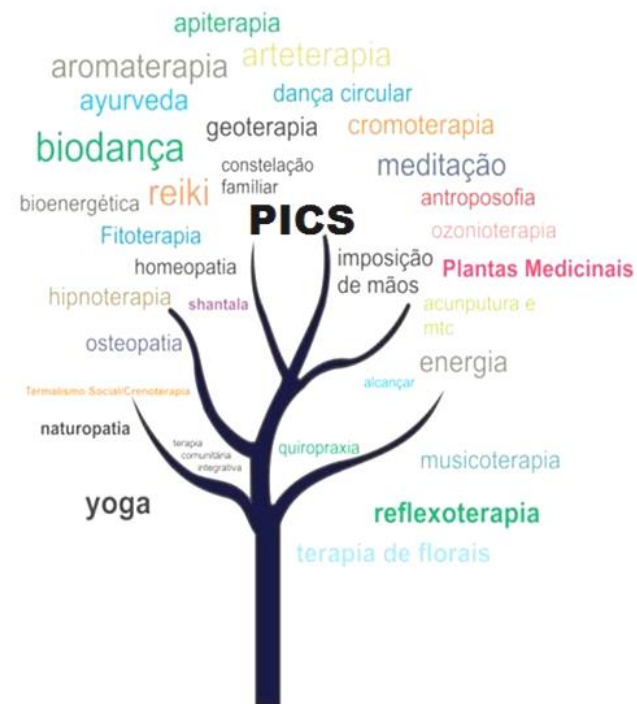 apiterapia
arteterapia
aromaterapia
ayurveda
dança circular
geoterapia
cromoterapia
biodança
constelação
familiar
meditação
bioenergética
reiki
antroposofia
PICS
Fitoterapia
ozonioterapia
homeopatia
imposição
de mãos
Plantas Medicinais
hipnoterapia
shantala
acunputura e
mtc
osteopatia
energia
alcançar
Termalismo Social/Crenoterapia
naturopatia
terapia
comunitária
integrativa
quiropraxia
musicoterapia
yoga
reflexoterapia
terapia de florais